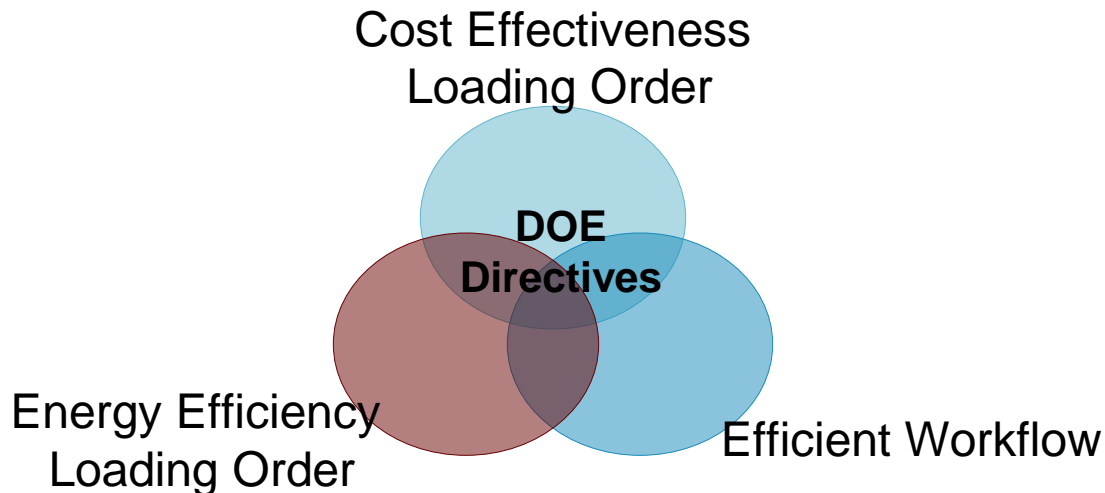 Cost Effectiveness
Loading Order
DOE
Directives
Energy Efficiency
Loading Order
Efficient Workflow